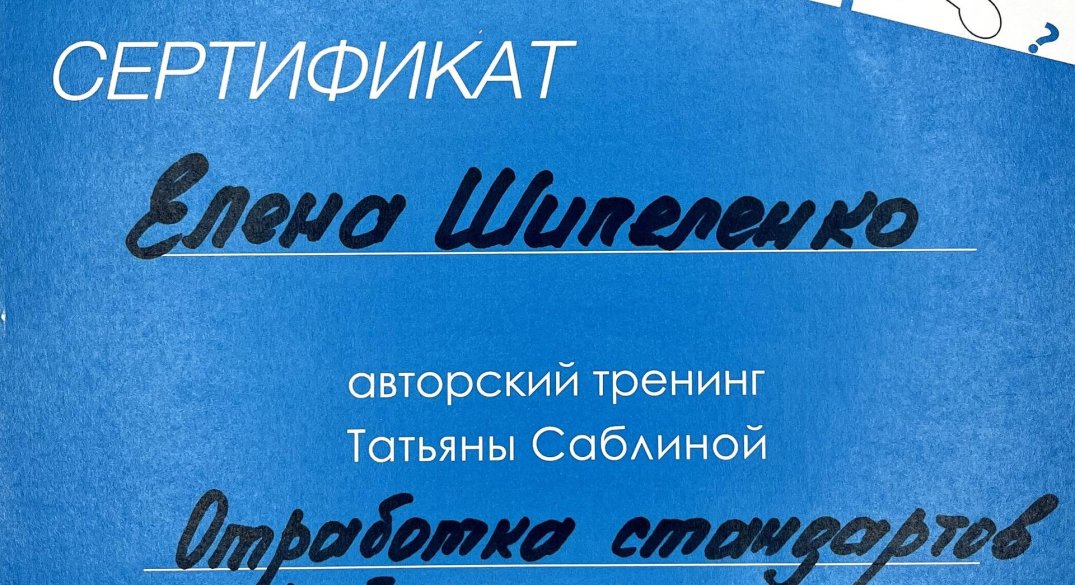 СЕРТИФИКАТ
Елена Шипеленко
авторский тренинг
Татьяны Саблиной
Отработка стандартов